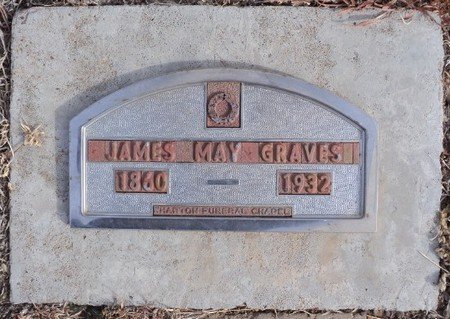 JAMES MAY GRAVES
1860 — 1932
FUNERAL CHAPEL